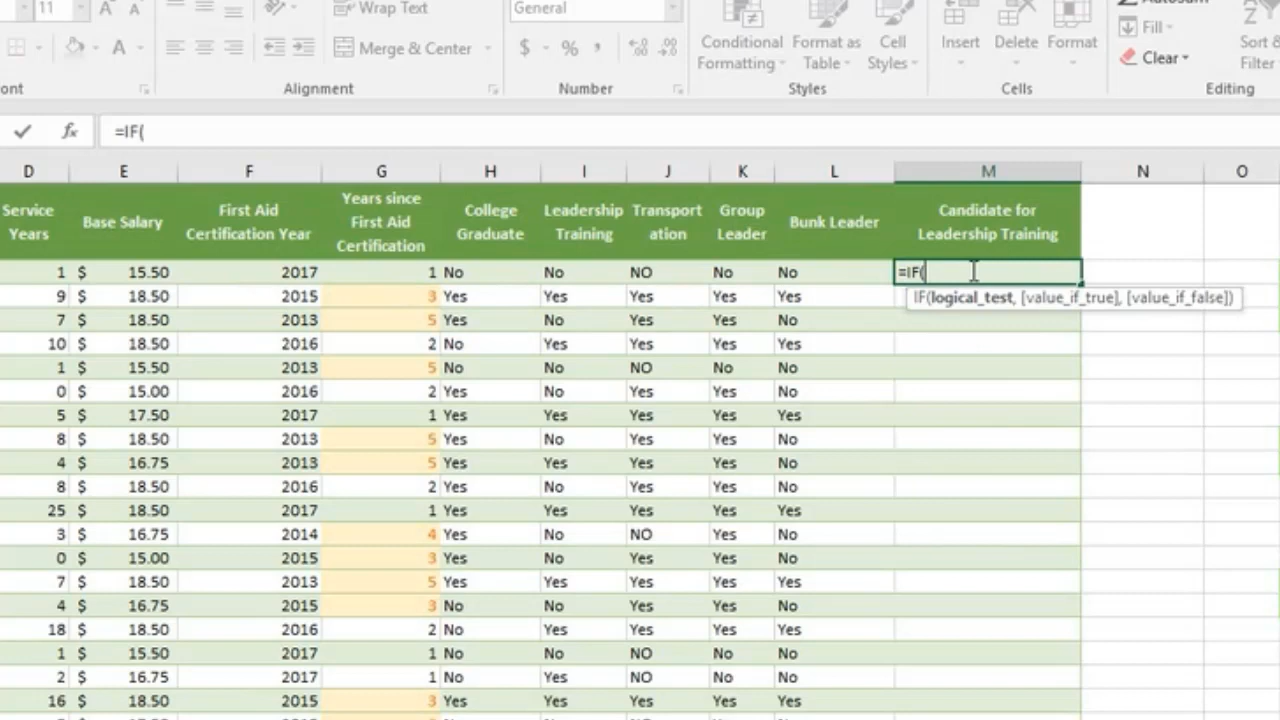 11 A A Wrap Text General Autosum
Merge & Center $ % , Conditional Formatting Format as Table Cell Styles Insert Delete Format Fill Clear Sort & Filter
ont Alignment Number Styles Cells Editing
fx =IF(
D E F G H I J K L M N O
Service Years Base Salary First Aid Certification Year Years since First Aid Certification College Graduate Leadership Training Transport ation Group Leader Bunk Leader Candidate for Leadership Training
1 $ 15.50 2017 1 No No NO No No =IF(
9 $ 18.50 2015 3 Yes Yes Yes Yes Yes IF(logical_test, [value_if_true], [value_if_false])
7 $ 18.50 2013 5 Yes No Yes Yes No
10 $ 18.50 2016 2 No Yes Yes Yes Yes
1 $ 15.50 2013 5 No No NO No No
0 $ 15.00 2016 2 Yes No Yes Yes No
5 $ 17.50 2017 1 Yes Yes Yes Yes Yes
8 $ 18.50 2013 5 Yes No Yes Yes No
4 $ 16.75 2013 5 Yes Yes Yes Yes No
8 $ 18.50 2016 2 Yes No Yes Yes No
25 $ 18.50 2017 1 Yes Yes Yes Yes Yes
3 $ 16.75 2014 4 Yes No NO Yes No
0 $ 15.00 2015 3 Yes No Yes Yes No
7 $ 18.50 2013 5 Yes Yes Yes Yes Yes
4 $ 16.75 2015 3 No No Yes Yes No
18 $ 18.50 2016 2 No Yes Yes Yes Yes
1 $ 15.50 2017 1 No No NO No No
2 $ 16.75 2017 1 No Yes NO No No
16 $ 18.50 2015 3 Yes Yes Yes Yes Yes